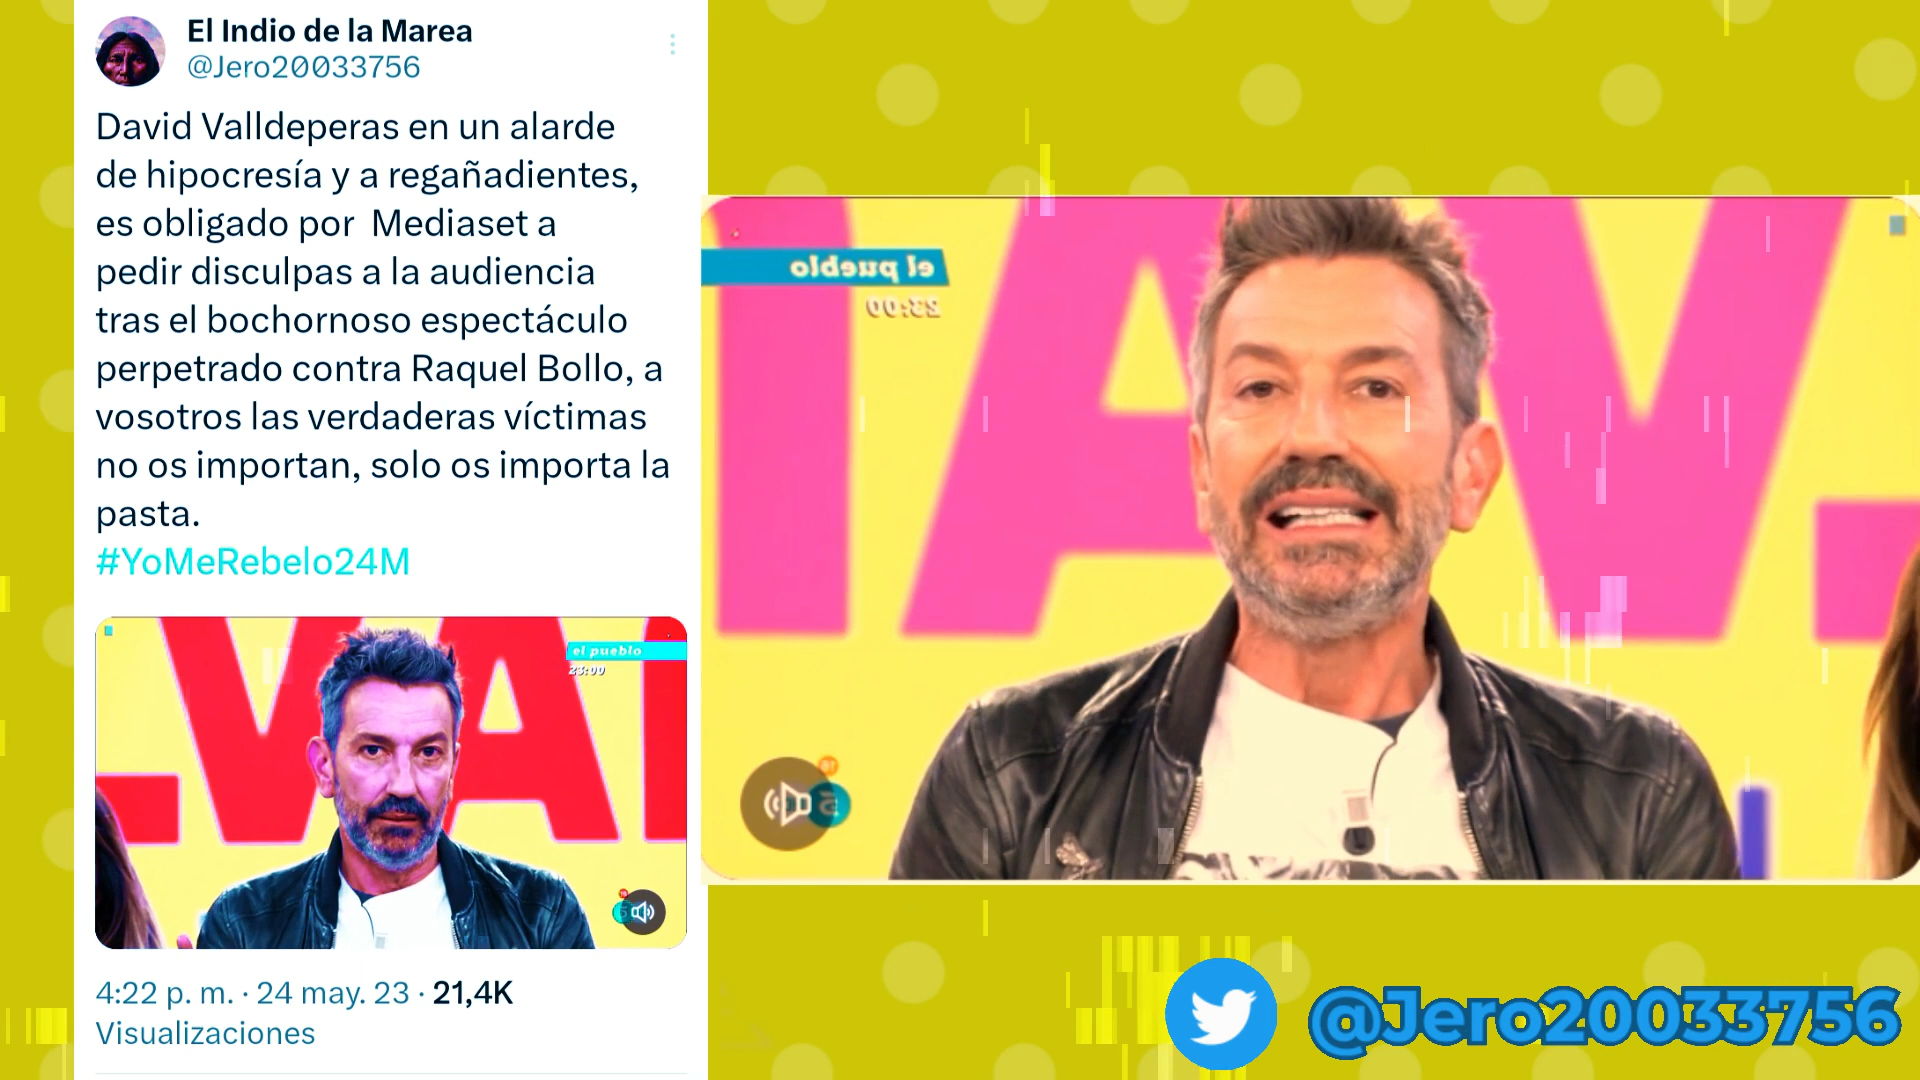 El Indio de la Marea
@Jero20033756
David Valldeperas en un alarde
de hipocresía y a regañadientes,
es obligado por  Mediaset a
pedir disculpas a la audiencia
tras el bochornoso espectáculo
perpetrado contra Raquel Bollo, a
vosotros las verdaderas víctimas
no os importan, solo os importa la
pasta.
#YoMeRebelo24M
el pueblo
23:00
4:22 p. m. · 24 may. 23 · 21,4K
Visualizaciones
el pueblo
23:00
@Jero20033756